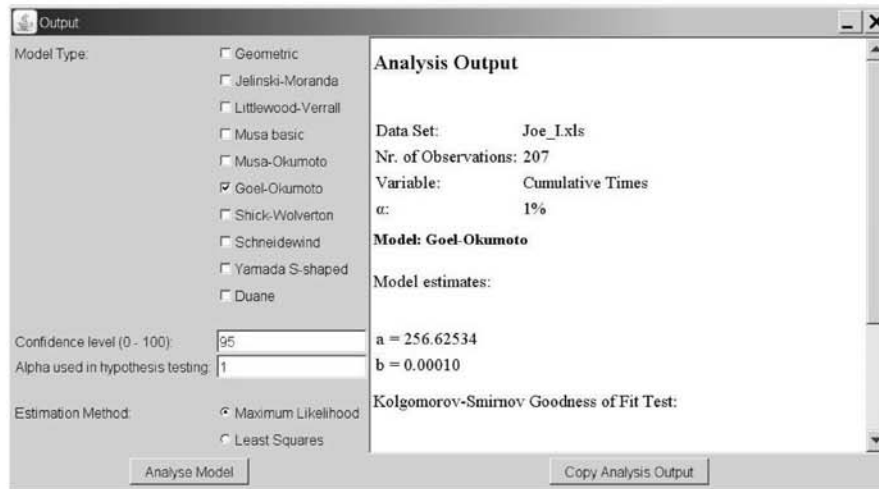 Output
Model Type:
Geometric
Jelinski-Moranda
Littlewood-Verrall
Musa basic
Musa-Okumoto
Goel-Okumoto
Shick-Wolverton
Schneidewind
Yamada S-shaped
Duane
Confidence level (0 - 100): 95
Alpha used in hypothesis testing: 1
Estimation Method:
Maximum Likelihood
Least Squares
Analyse Model
Analysis Output
Data Set: Joe_I.xls
Nr. of Observations: 207
Variable: Cumulative Times
α: 1%
Model: Goel-Okumoto
Model estimates:
a = 256.62534
b = 0.00010
Kolgomorov-Smirnov Goodness of Fit Test:
Copy Analysis Output